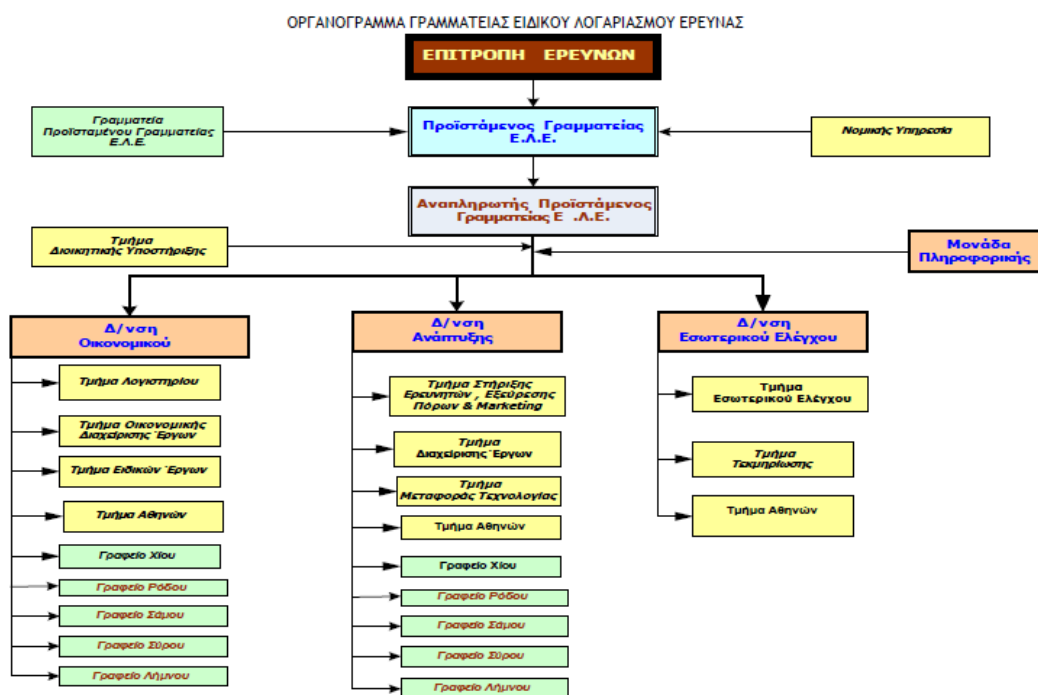 ΟΡΓΑΝΟΓΡΑΜΜΑ ΓΡΑΜΜΑΤΕΙΑΣ ΕΙΔΙΚΟΥ ΛΟΓΑΡΙΑΣΜΟΥ ΕΡΕΥΝΑΣ
ΕΠΙΤΡΟΠΗ ΕΡΕΥΝΩΝ
Γραμματεία
Προϊσταμένου Γραμματείας
Ε.Λ.Ε.
Προϊστάμενος Γραμματείας
Ε.Λ.Ε.
Νομικής Υπηρεσία
Αναπληρωτής Προϊστάμενος
Γραμματείας Ε .Λ.Ε.
Τμήμα
Διοικητικής Υποστήριξης
Μονάδα
Πληροφορικής
Δ/νση
Οικονομικού
Τμήμα Λογιστηρίου
Τμήμα Οικονομικής
Διαχείρισης Έργων
Τμήμα Ειδικών Έργων
Τμήμα Αθηνών
Γραφείο Χίου
Γραφείο Ρόδου
Γραφείο Σάμου
Γραφείο Σύρου
Γραφείο Λήμνου
Δ/νση
Ανάπτυξης
Τμήμα Στήριξης
Ερευνητών , Εξεύρεσης
Πόρων & Marketing
Τμήμα
Διαχείρισης Έργων
Τμήμα
Μεταφοράς Τεχνολογίας
Τμήμα Αθηνών
Γραφείο Χίου
Γραφείο Ρόδου
Γραφείο Σάμου
Γραφείο Σύρου
Γραφείο Λήμνου
Δ/νση
Εσωτερικού Ελέγχου
Τμήμα
Εσωτερικού Ελέγχου
Τμήμα
Τεκμηρίωσης
Τμήμα Αθηνών